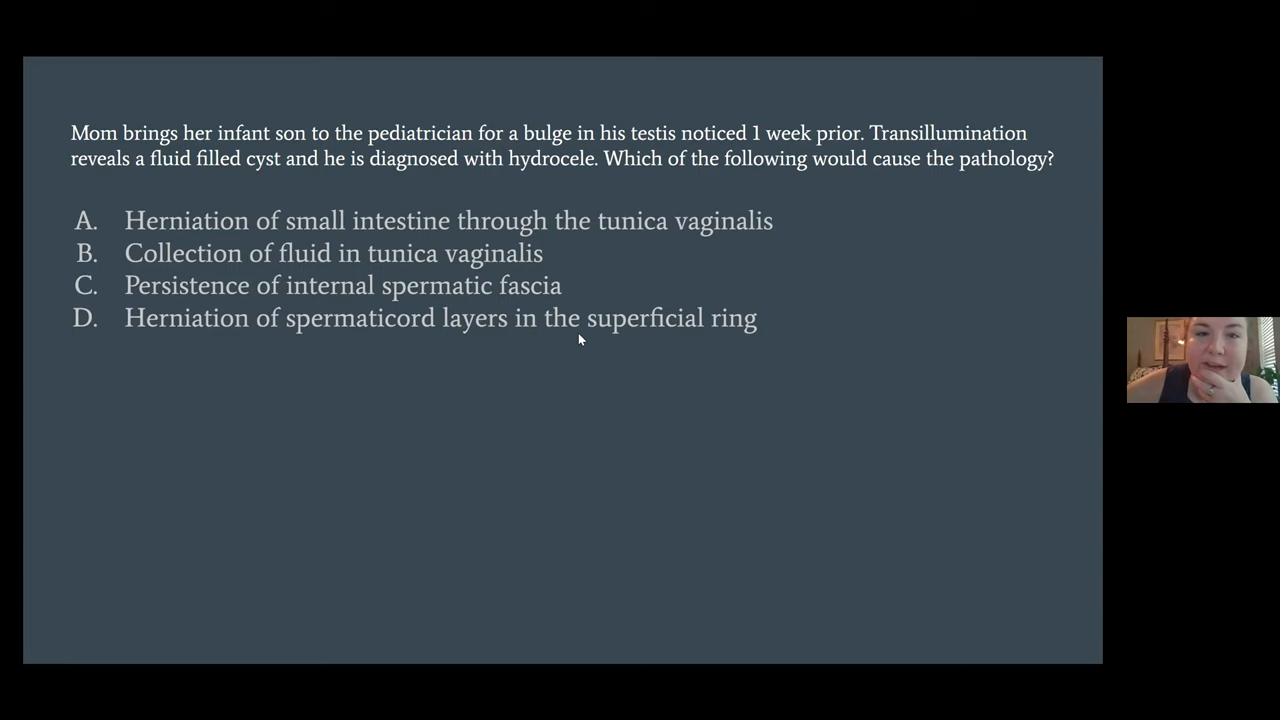 Mom brings her infant son to the pediatrician for a bulge in his testis noticed 1 week prior. Transillumination
reveals a fluid filled cyst and he is diagnosed with hydrocele. Which of the following would cause the pathology?
A. Herniation of small intestine through the tunica vaginalis
B. Collection of fluid in tunica vaginalis
C. Persistence of internal spermatic fascia
D. Herniation of spermaticord layers in the superficial ring